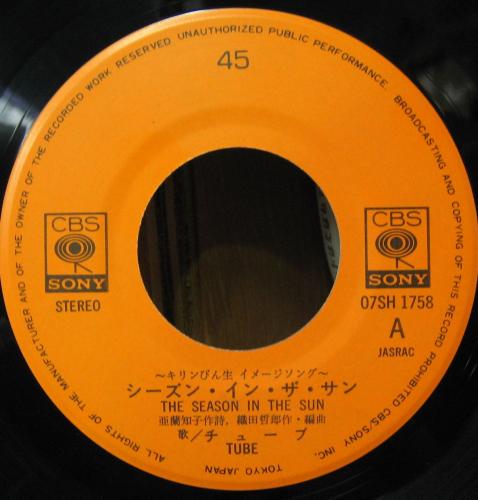 ALL RIGHTS OF THE MANUFACTURER AND OF THE OWNER OF THE RECORDED WORK RESERVED UNAUTHORIZED PUBLIC PERFORMANCE, BROADCASTING AND COPYING OF THIS RECORD PROHIBITED CBS/SONY INC.
45
CBS
SONY
STEREO
CBS
SONY
07SH 1758
A
JASRAC
〜キリンびん生 イメージソング〜
シーズン・イン・ザ・サン
THE SEASON IN THE SUN
亜蘭知子作詩, 織田哲郎作・編曲
歌/チューブ
TUBE
TOKYO JAPAN